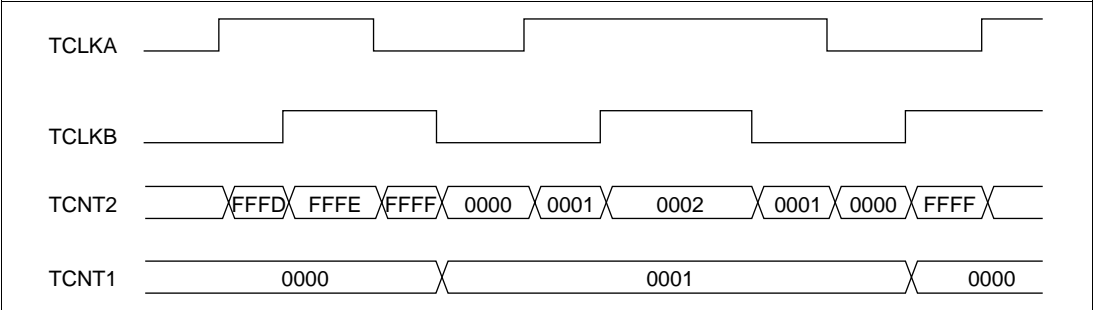 TCLKA
TCLKB
TCNT2 FFFD FFFE FFFF 0000 0001 0002 0001 0000 FFFF
TCNT1 0000 0001 0000